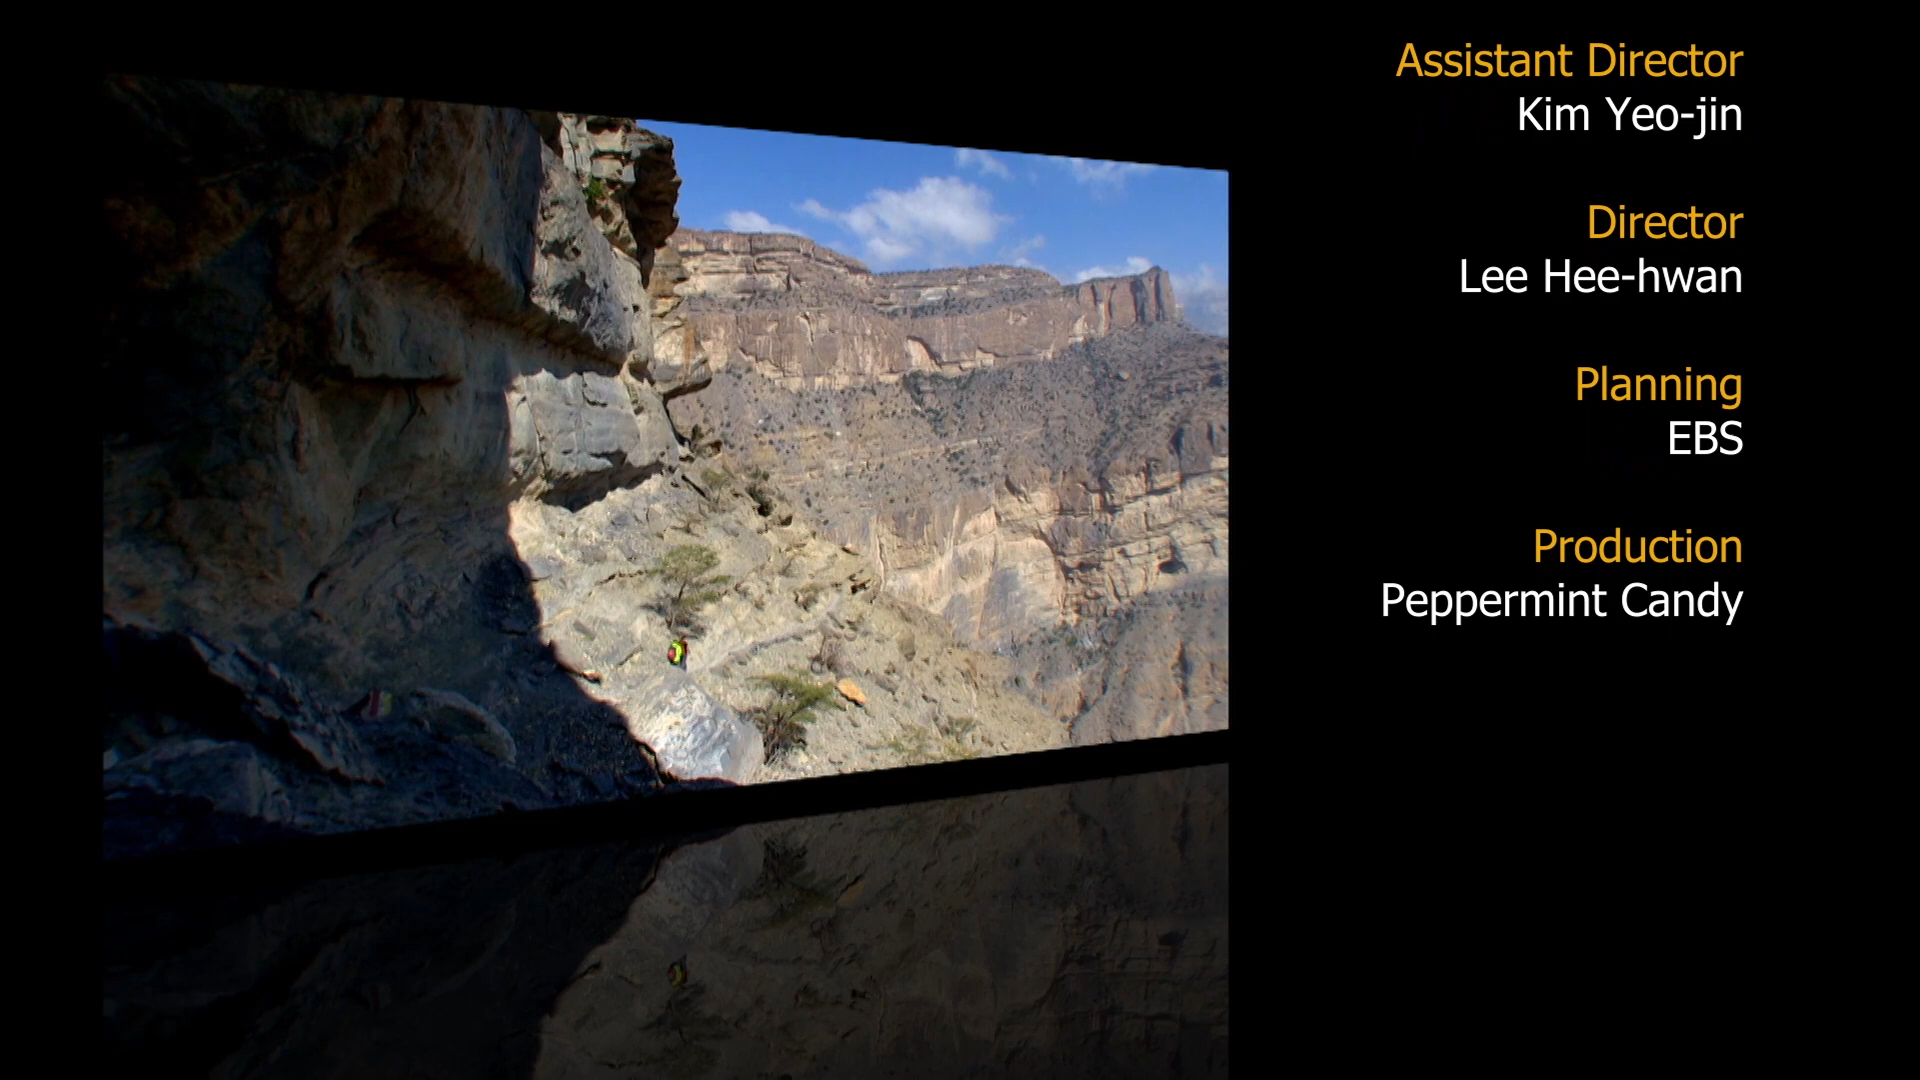 Assistant Director
Kim Yeo-jin
Director
Lee Hee-hwan
Planning
EBS
Production
Peppermint Candy